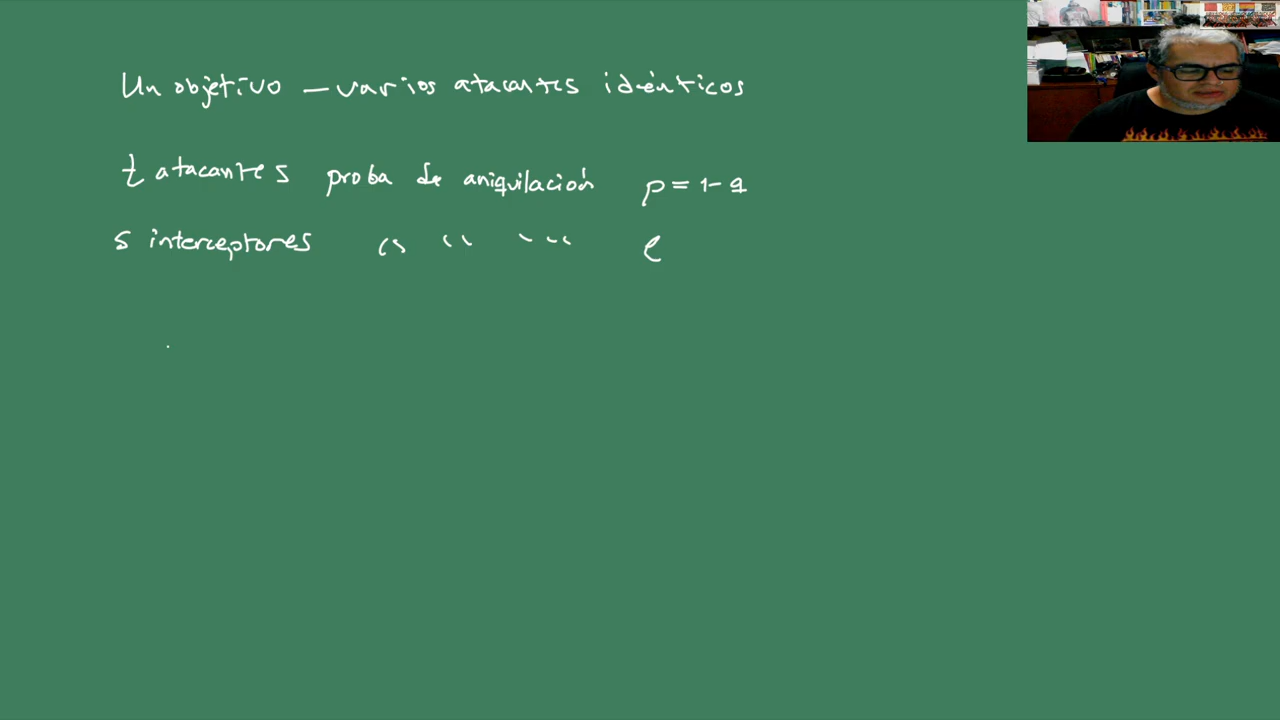 Un objetivo – varios atacantes idénticos
t atacantes proba de aniquilación p = 1 - q
s interceptores " " " e